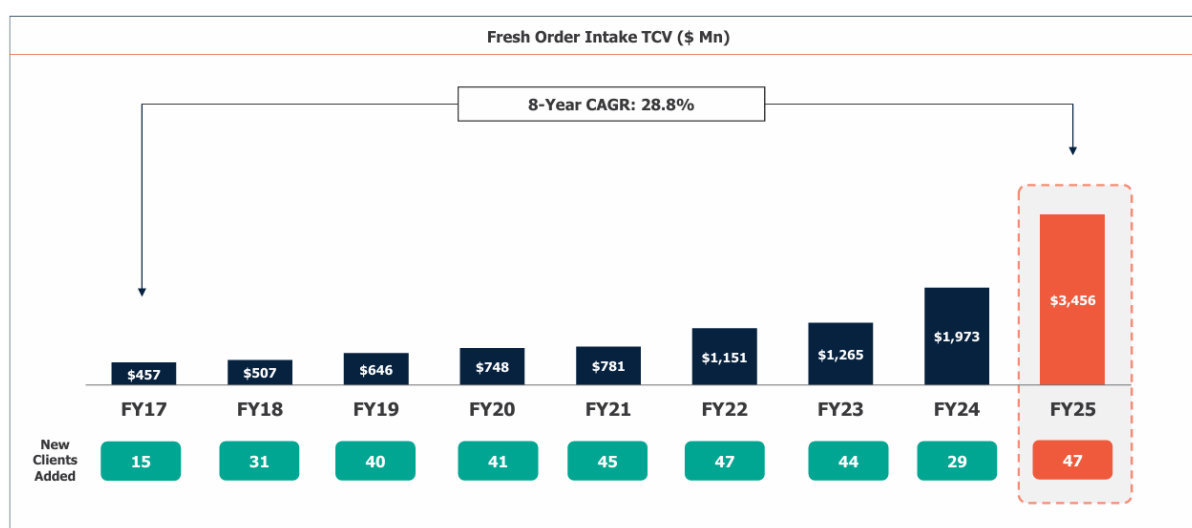 Fresh Order Intake TCV ($ Mn)
8-Year CAGR: 28.8%
$457 $507 $646 $748 $781 $1,151 $1,265 $1,973 $3,456
FY17 FY18 FY19 FY20 FY21 FY22 FY23 FY24 FY25
New
Clients
Added
15 31 40 41 45 47 44 29 47